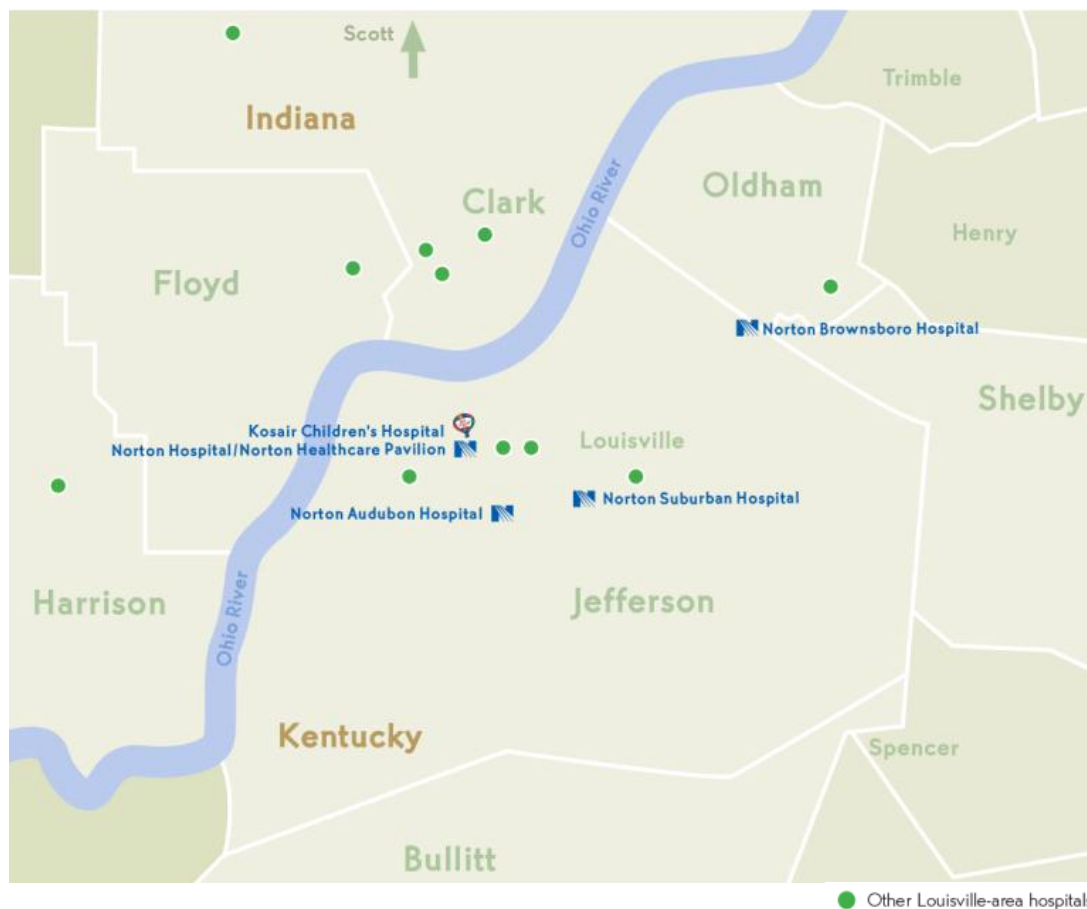 Scott
Trimble
Indiana
Oldham
Clark
Ohio River
Henry
Floyd
Norton Brownsboro Hospital
Shelby
Kosair Children's Hospital
Norton Hospital/Norton Healthcare Pavilion
Louisville
Norton Suburban Hospital
Norton Audubon Hospital
Harrison
Jefferson
Ohio River
Kentucky
Spencer
Bullitt
Other Louisville-area hospital